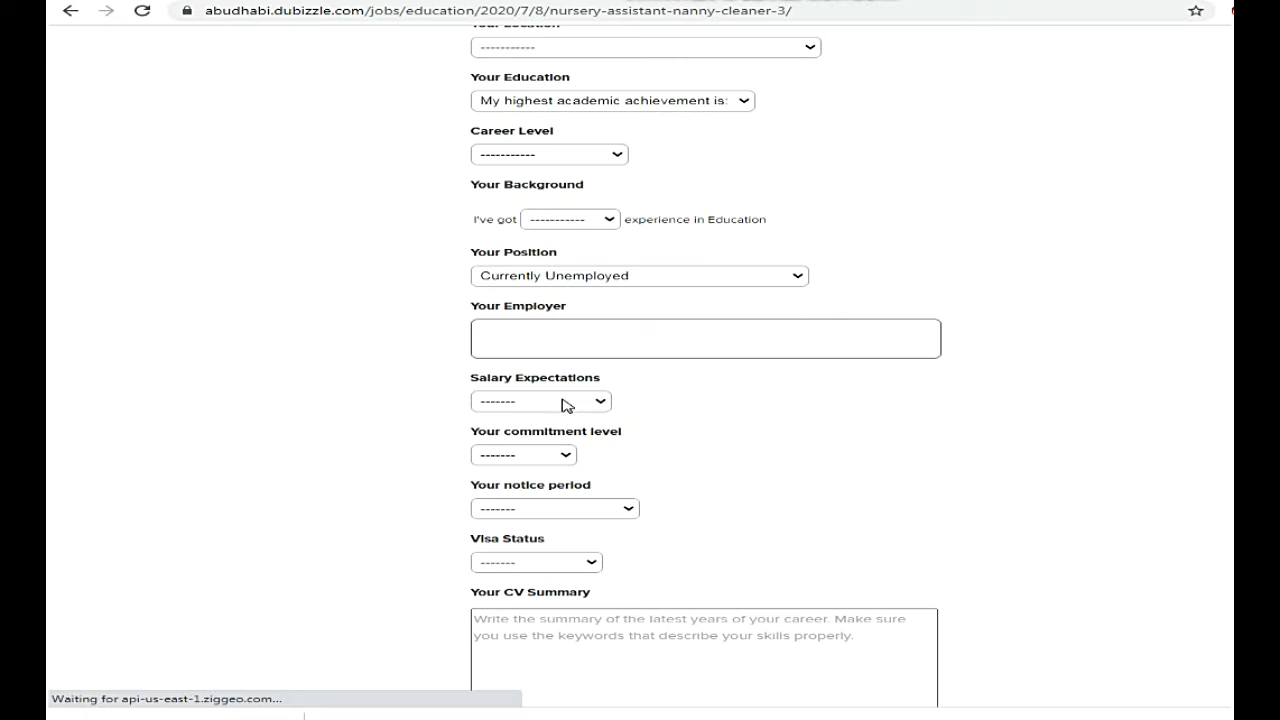 abudhabi.dubizzle.com/jobs/education/2020/7/8/nursery-assistant-nanny-cleaner-3/
Your Location
-----------
Your Education
My highest academic achievement is:
Career Level
-----------
Your Background
I've got ----------- experience in Education
Your Position
Currently Unemployed
Your Employer
Salary Expectations
-------
Your commitment level
-------
Your notice period
-------
Visa Status
-------
Your CV Summary
Write the summary of the latest years of your career. Make sure
you use the keywords that describe your skills properly.
Waiting for api-us-east-1.ziggeo.com...